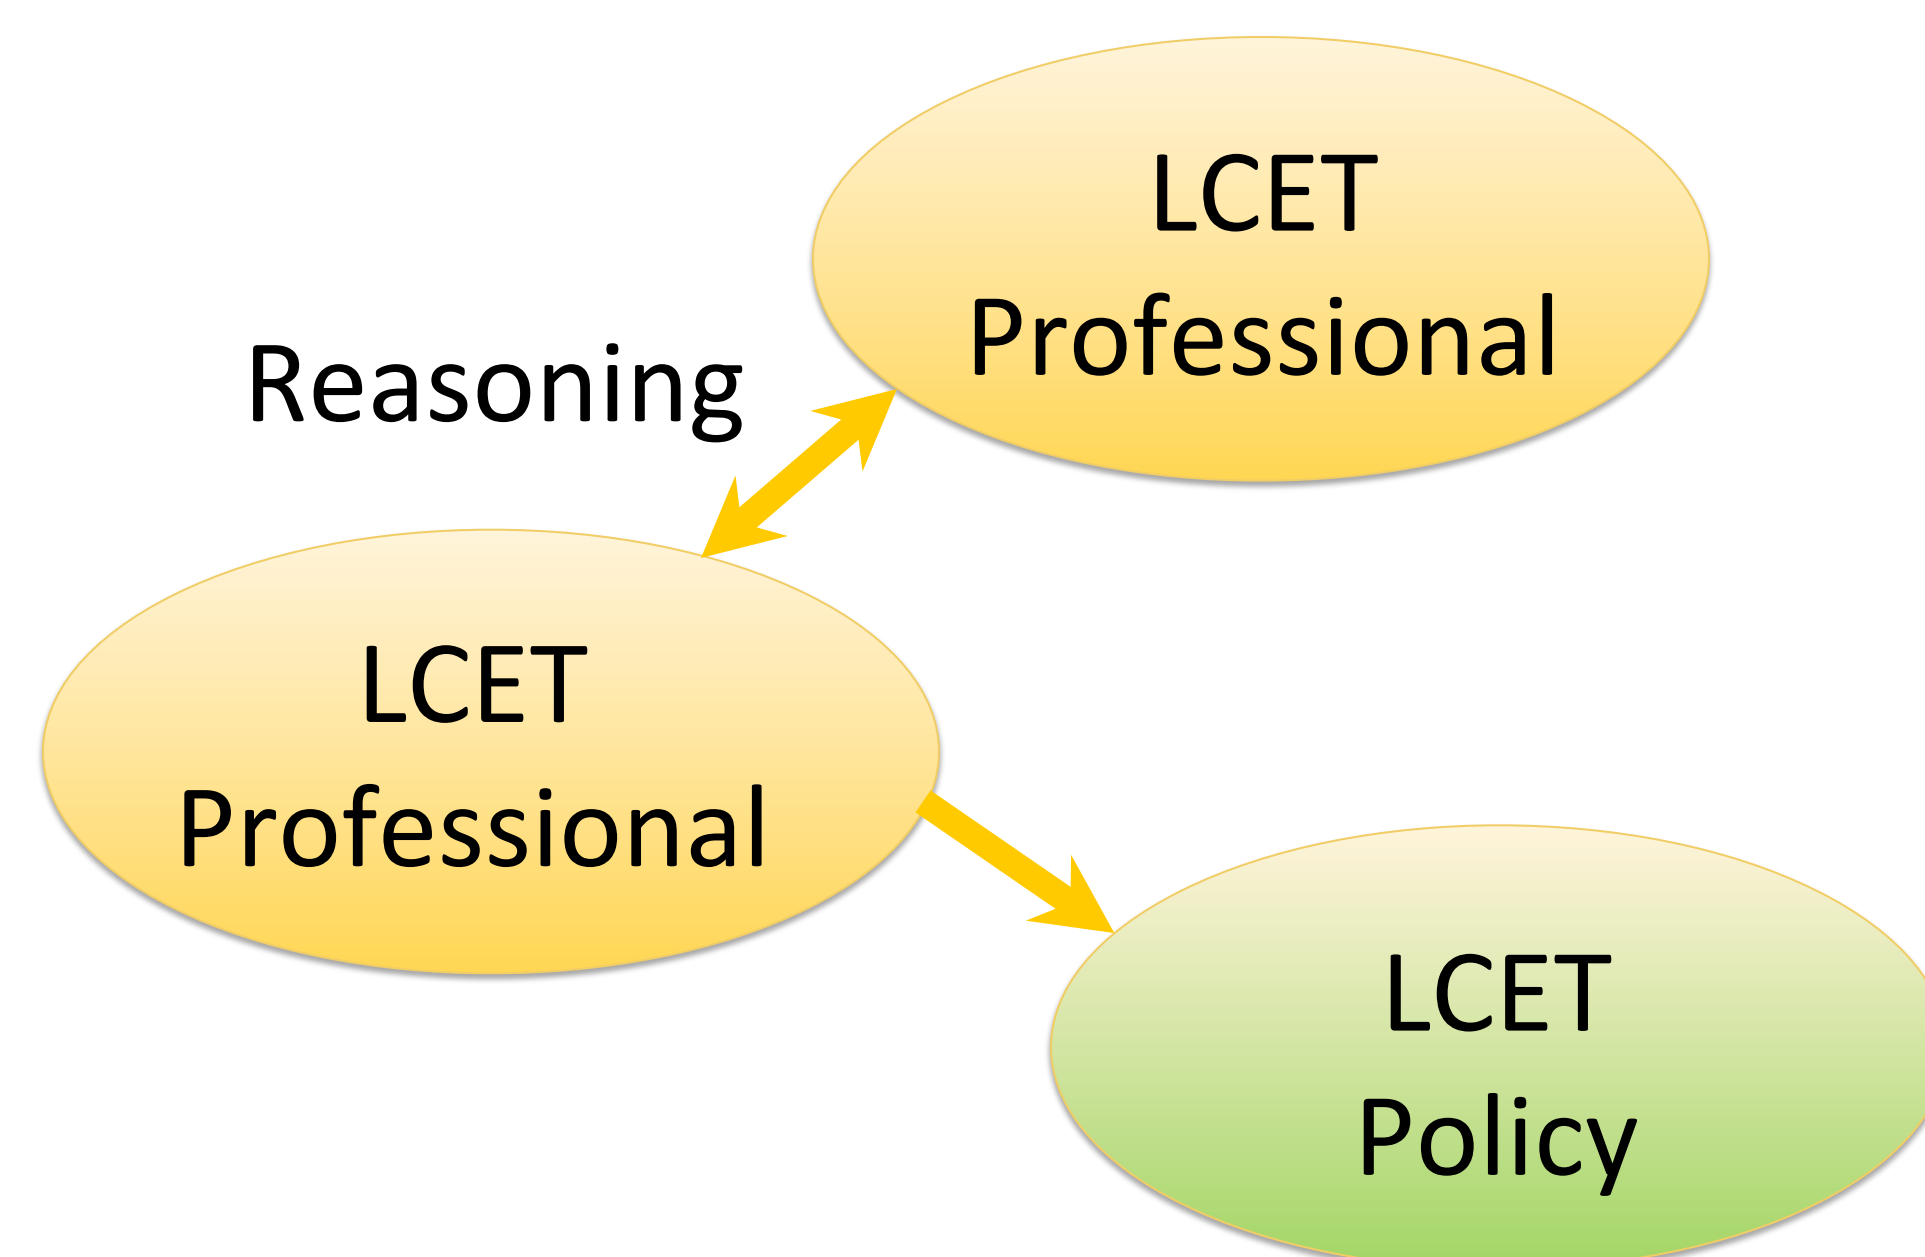 LCET
Professional
Reasoning
LCET
Professional
LCET
Policy